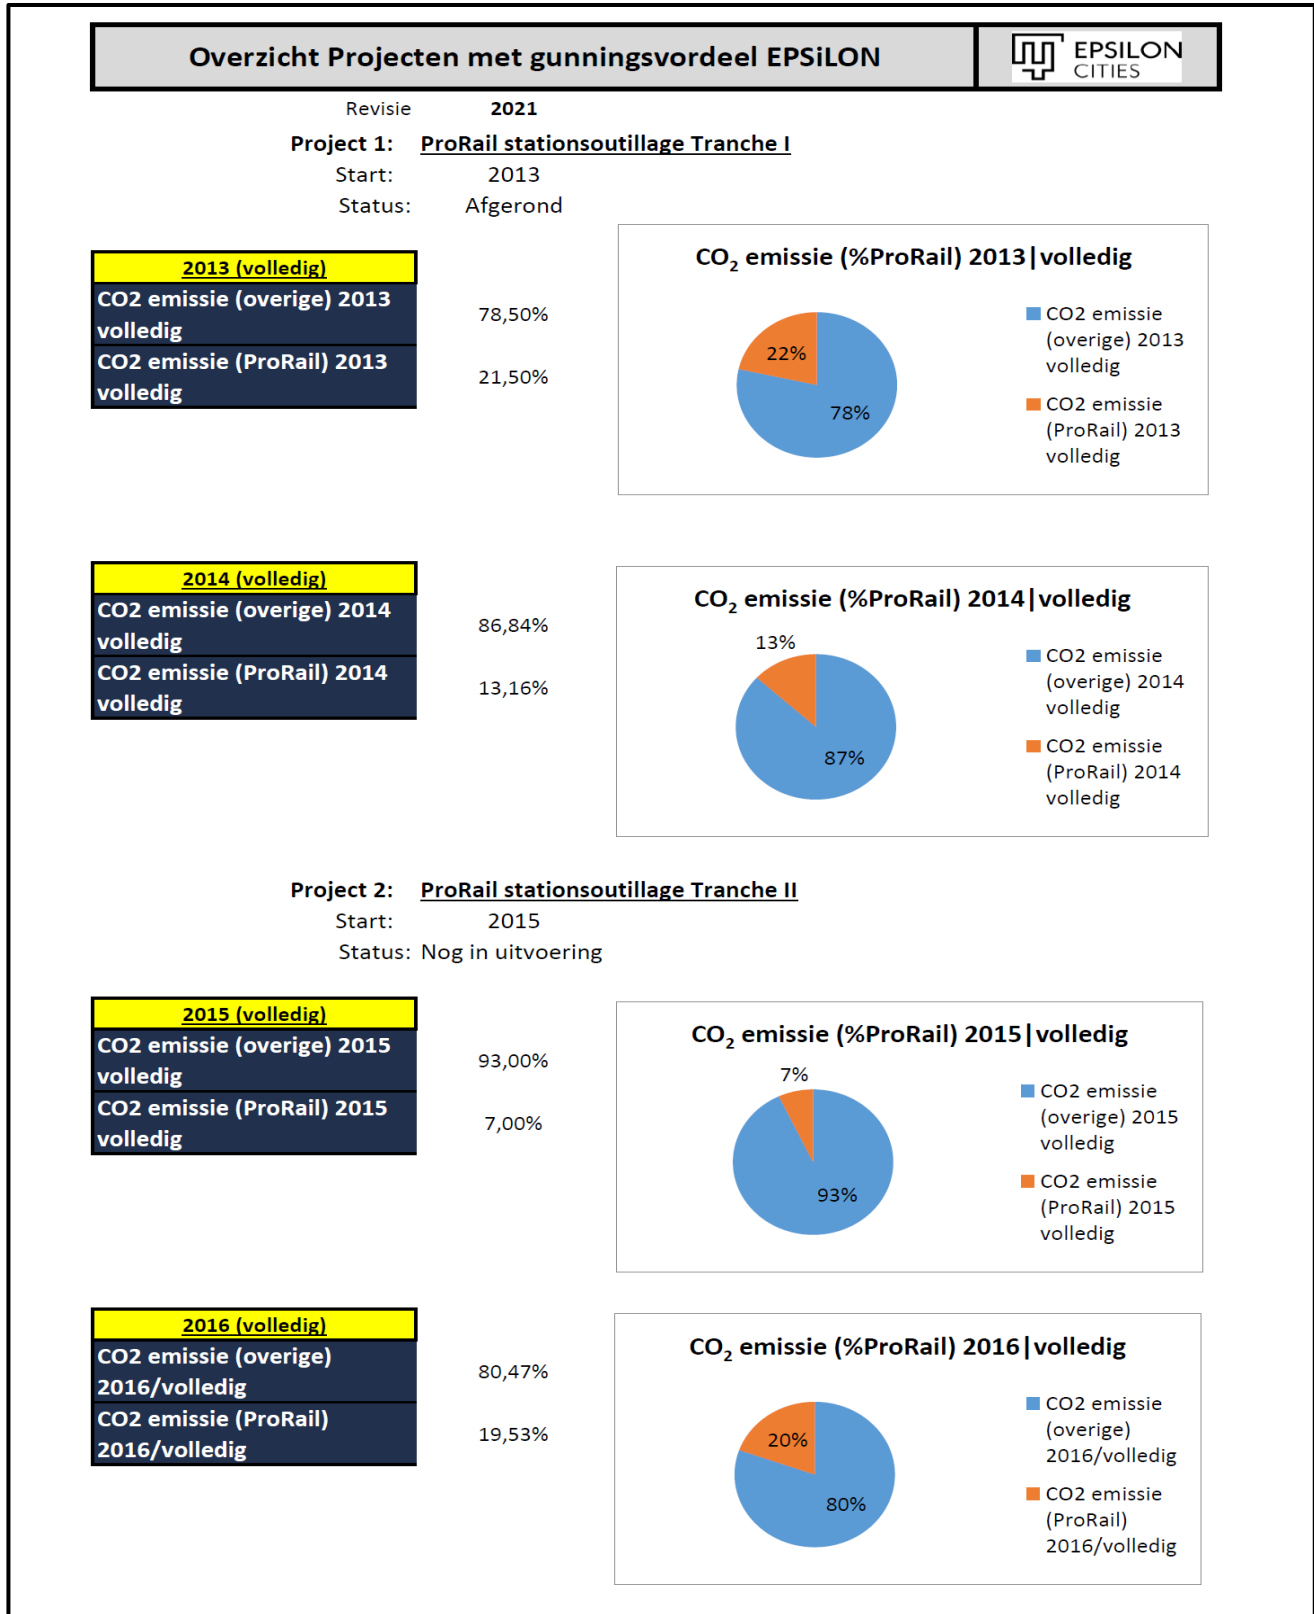 Overzicht Projecten met gunningsvordeel EPSiLON
EPSILON
CITIES
Revisie 2021
Project 1: ProRail stationsoutillage Tranche I
Start: 2013
Status: Afgerond
2013 (volledig)
CO2 emissie (overige) 2013
volledig
78,50%
CO2 emissie (ProRail) 2013
volledig
21,50%
CO2 emissie (%ProRail) 2013|volledig
22%
78%
CO2 emissie
(overige) 2013
volledig
CO2 emissie
(ProRail) 2013
volledig
2014 (volledig)
CO2 emissie (overige) 2014
volledig
86,84%
CO2 emissie (ProRail) 2014
volledig
13,16%
CO2 emissie (%ProRail) 2014|volledig
13%
87%
CO2 emissie
(overige) 2014
volledig
CO2 emissie
(ProRail) 2014
volledig
Project 2: ProRail stationsoutillage Tranche II
Start: 2015
Status: Nog in uitvoering
2015 (volledig)
CO2 emissie (overige) 2015
volledig
93,00%
CO2 emissie (ProRail) 2015
volledig
7,00%
CO2 emissie (%ProRail) 2015|volledig
7%
93%
CO2 emissie
(overige) 2015
volledig
CO2 emissie
(ProRail) 2015
volledig
2016 (volledig)
CO2 emissie (overige)
2016/volledig
80,47%
CO2 emissie (ProRail)
2016/volledig
19,53%
CO2 emissie (%ProRail) 2016|volledig
20%
80%
CO2 emissie
(overige)
2016/volledig
CO2 emissie
(ProRail)
2016/volledig